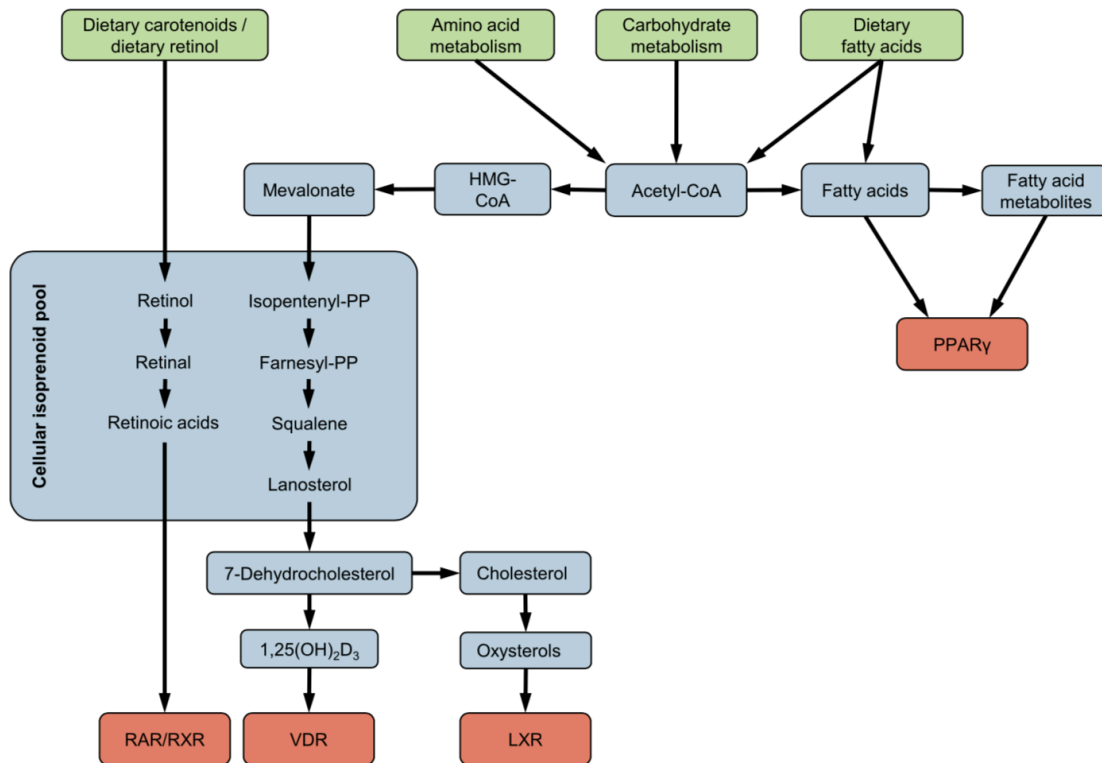 Dietary carotenoids /
dietary retinol
Amino acid
metabolism
Carbohydrate
metabolism
Dietary
fatty acids
Mevalonate
HMG-
CoA
Acetyl-CoA
Fatty acids
Fatty acid
metabolites
Cellular isoprenoid pool
Retinol
Isopentenyl-PP
Retinal
Farnesyl-PP
Retinoic acids
Squalene
Lanosterol
PPARγ
7-Dehydrocholesterol
Cholesterol
1,25(OH)₂D₃
Oxysterols
RAR/RXR
VDR
LXR